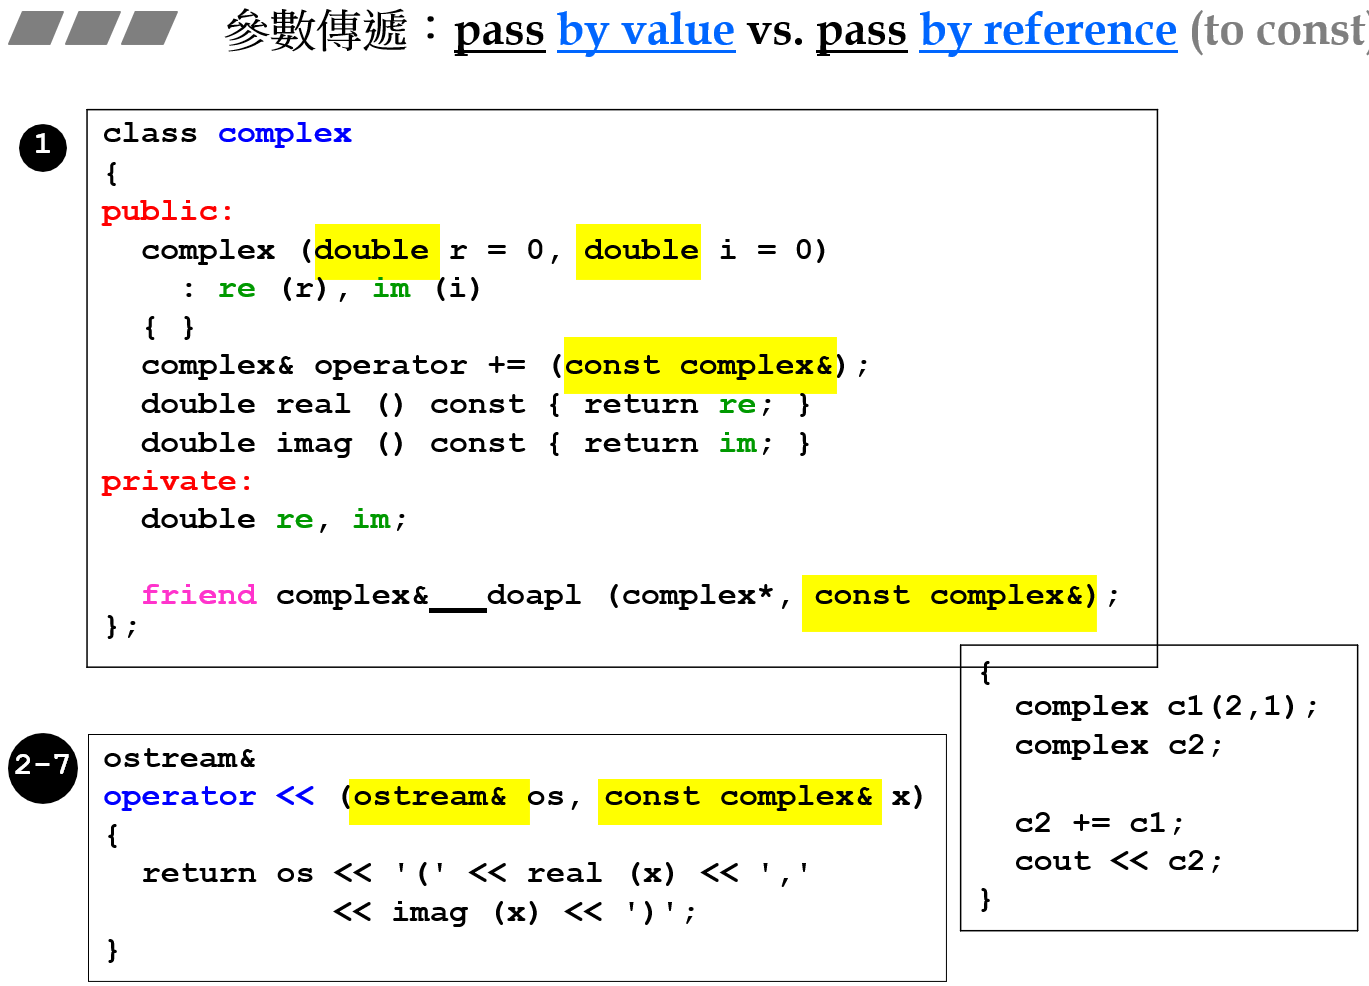 參數傳遞：pass by value vs. pass by reference (to const)
1
class complex
{
public:
  complex (double r = 0, double i = 0)
    : re (r), im (i)
  { }
  complex& operator += (const complex&);
  double real () const { return re; }
  double imag () const { return im; }
private:
  double re, im;
  friend complex&___doapl (complex*, const complex&);
};
2-7
ostream&
operator << (ostream& os, const complex& x)
{
  return os << '(' << real (x) << ','
            << imag (x) << ')';
}
{
  complex c1(2,1);
  complex c2;
  c2 += c1;
  cout << c2;
}